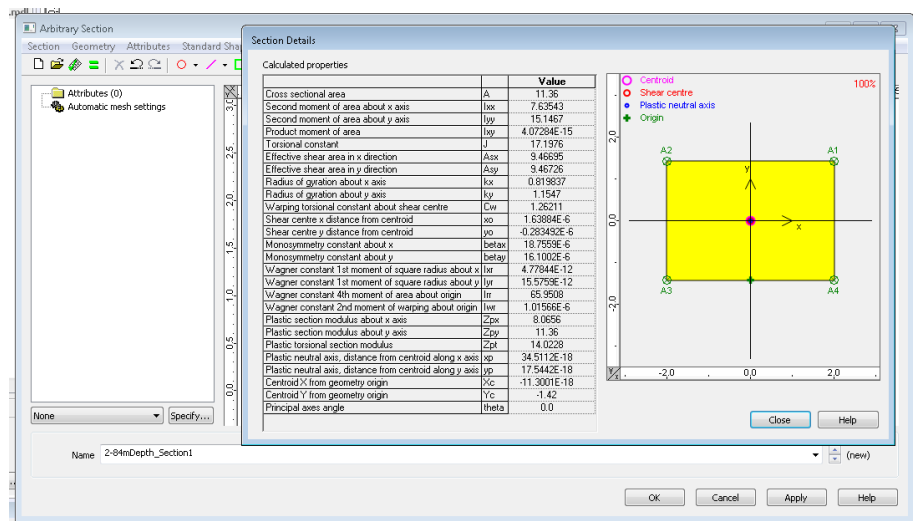 Arbitrary Section
Section Geometry Attributes Standard Sha
Attributes (0)
Automatic mesh settings
None
Specify...
3,0
2,5
2,0
1,5
1,0
0,5
0,0
Section Details
Calculated properties
Value
Cross sectional area A 11.36
Second moment of area about x axis Ixx 7.63543
Second moment of area about y axis Iyy 15.1467
Product moment of area Ixy 4.07284E-15
Torsional constant J 17.1976
Effective shear area in x direction Asx 9.46695
Effective shear area in y direction Asy 9.46726
Radius of gyration about x axis kx 0.819837
Radius of gyration about y axis ky 1.1547
Warping torsional constant about shear centre Cw 1.26211
Shear centre x distance from centroid xo 1.63884E-6
Shear centre y distance from centroid yo -0.283492E-6
Monosymmetry constant about x betax 18.7559E-6
Monosymmetry constant about y betay 16.1002E-6
Wagner constant 1st moment of square radius about x Ixr 4.77844E-12
Wagner constant 1st moment of square radius about y Iyr 15.5759E-12
Wagner constant 4th moment of area about origin Irr 65.9508
Wagner constant 2nd moment of warping about origin Iwr 1.01566E-6
Plastic section modulus about x axis Zpx 8.0656
Plastic section modulus about y axis Zpy 11.36
Plastic torsional section modulus Zpt 14.0228
Plastic neutral axis, distance from centroid along x axis xp 34.5112E-18
Plastic neutral axis, distance from centroid along y axis yp 17.5442E-18
Centroid X from geometry origin Xc -11.3001E-18
Centroid Y from geometry origin Yc -1.42
Principal axes angle theta 0.0
Centroid
Shear centre
Plastic neutral axis
Origin
100%
2,0
0,0
-2,0
A2
A1
y
x
A3
A4
Y/x
-2,0 0,0 2,0
Close
Help
Name 2-84mDepth_Section1
(new)
OK
Cancel
Apply
Help